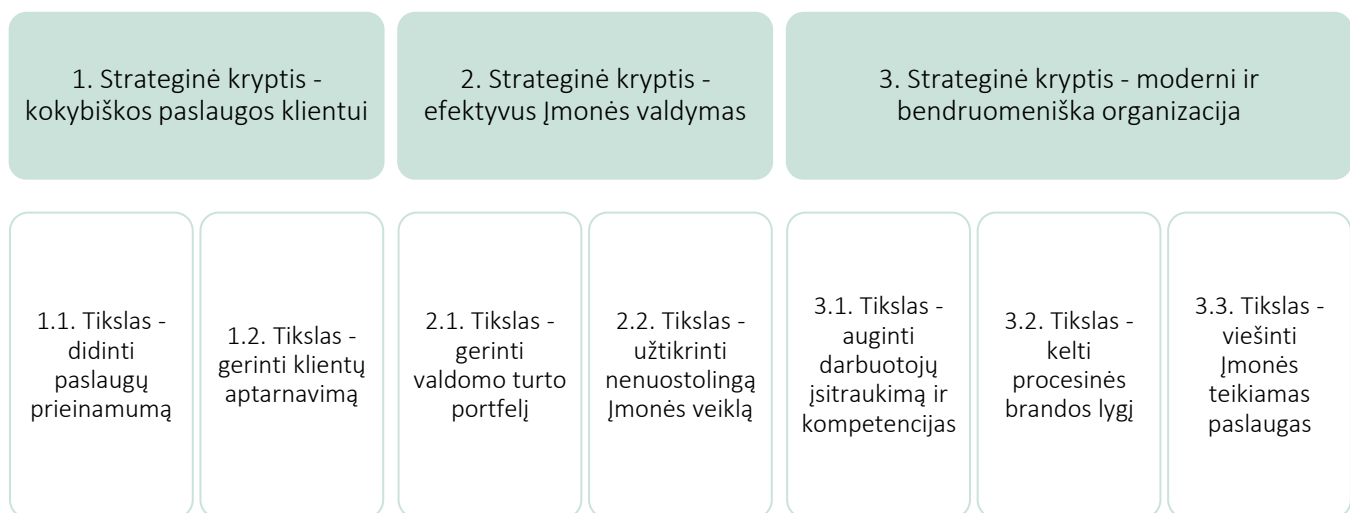 1. Strateginė kryptis -
kokybiškos paslaugos klientui
2. Strateginė kryptis -
efektyvus Įmonės valdymas
3. Strateginė kryptis - moderni ir
bendruomeniška organizacija
1.1. Tikslas -
didinti
paslaugų
prieinamumą
1.2. Tikslas -
gerinti klientų
aptarnavimą
2.1. Tikslas -
gerinti
valdomo turto
portfelį
2.2. Tikslas -
užtikrinti
nenuostolingą
Įmonės veiklą
3.1. Tikslas -
auginti
darbuotojų
įsitraukimą ir
kompetencijas
3.2. Tikslas -
kelti
procesinės
brandos lygį
3.3. Tikslas -
viešinti
Įmonės
teikiamas
paslaugas